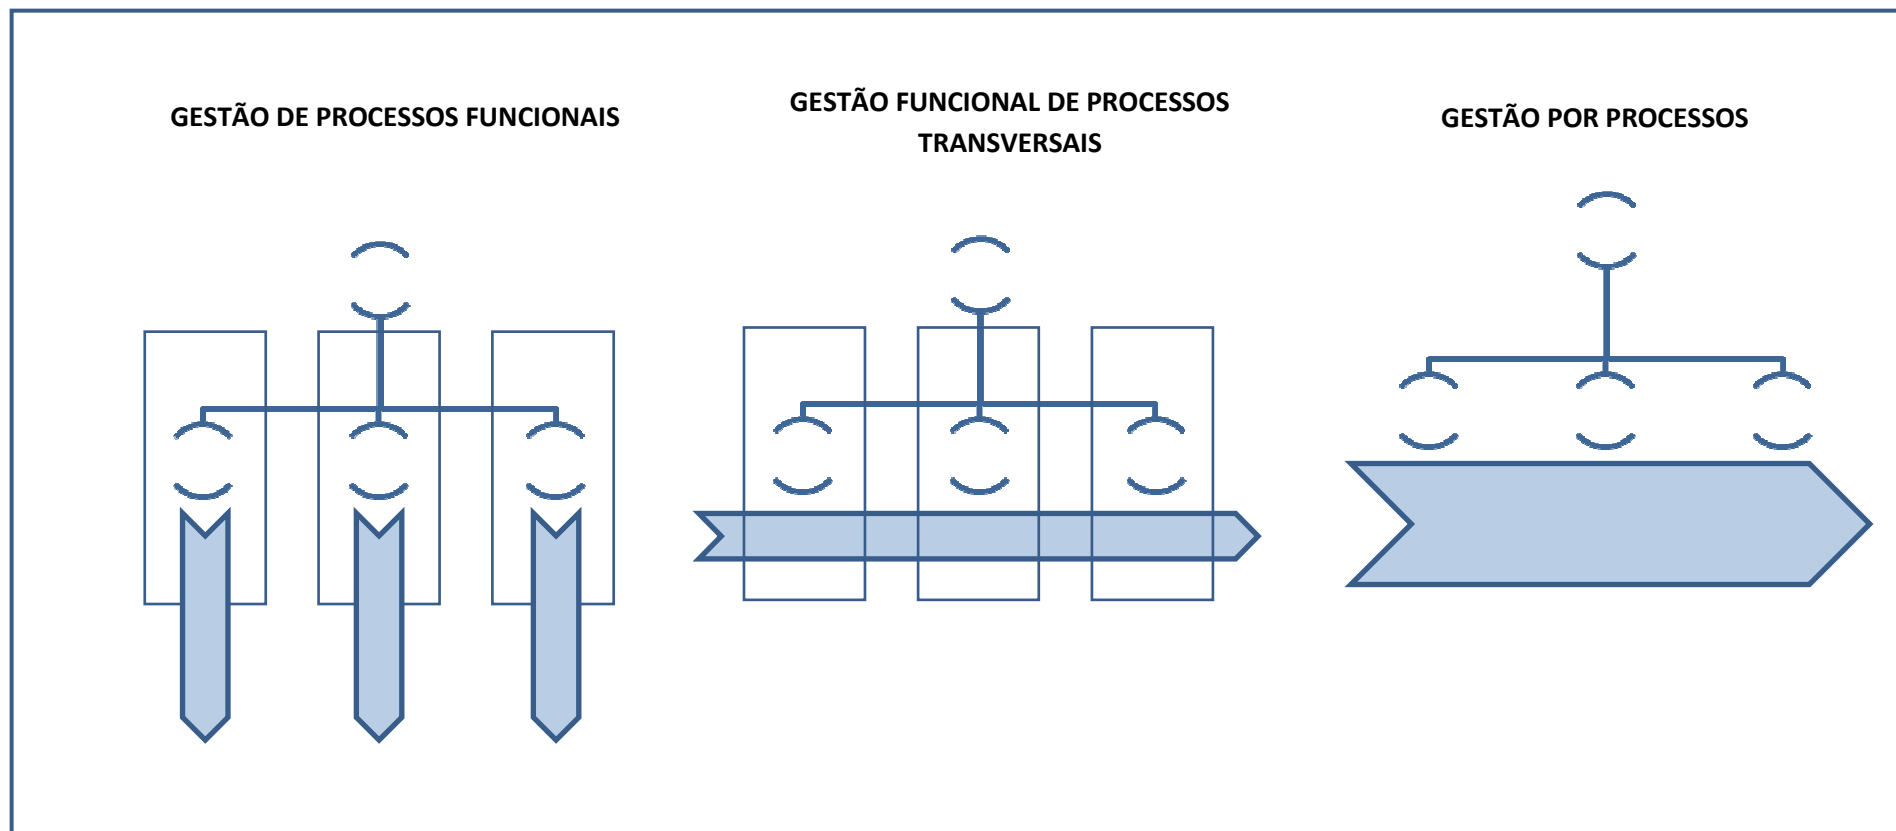 GESTÃO DE PROCESSOS FUNCIONAIS
GESTÃO FUNCIONAL DE PROCESSOS
TRANSVERSAIS
GESTÃO POR PROCESSOS